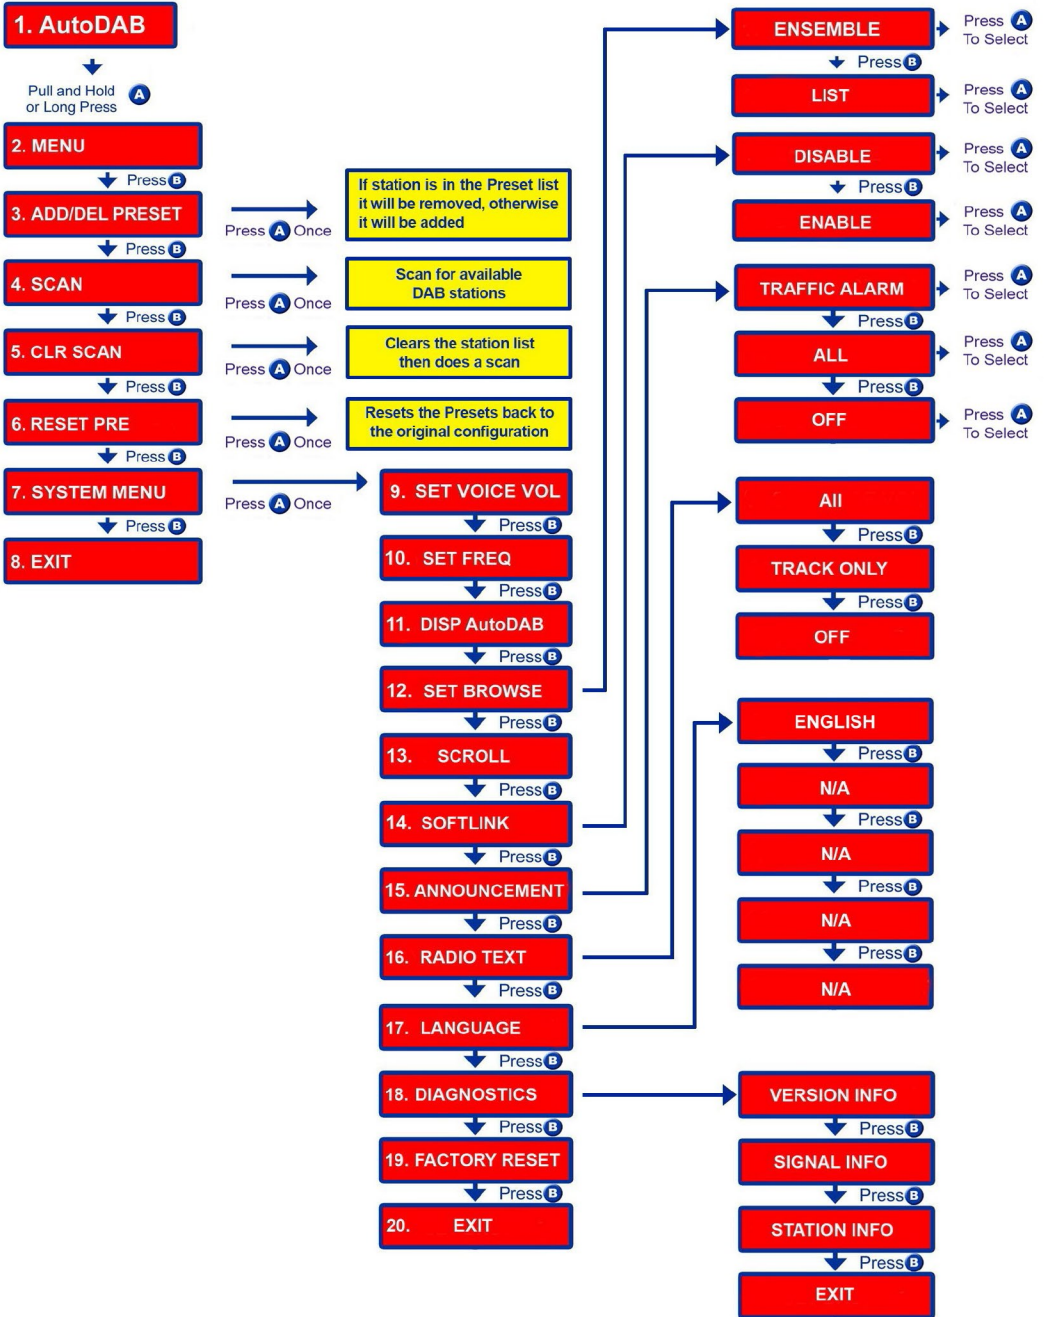 1. AutoDAB
Pull and Hold A
or Long Press
2. MENU
Press B
3. ADD/DEL PRESET
Press A Once
If station is in the Preset list
it will be removed, otherwise
it will be added
Press B
4. SCAN
Press A Once
Scan for available
DAB stations
Press B
5. CLR SCAN
Press A Once
Clears the station list
then does a scan
Press B
6. RESET PRE
Press A Once
Resets the Presets back to
the original configuration
Press B
7. SYSTEM MENU
Press A Once
Press B
8. EXIT
9. SET VOICE VOL
Press B
10. SET FREQ
Press B
11. DISP AutoDAB
Press B
12. SET BROWSE
Press B
13. SCROLL
Press B
14. SOFTLINK
Press B
15. ANNOUNCEMENT
Press B
16. RADIO TEXT
Press B
17. LANGUAGE
Press B
18. DIAGNOSTICS
Press B
19. FACTORY RESET
Press B
20. EXIT
ENSEMBLE
Press A
To Select
Press B
LIST
Press A
To Select
DISABLE
Press A
To Select
Press B
ENABLE
Press A
To Select
TRAFFIC ALARM
Press A
To Select
Press B
ALL
Press A
To Select
Press B
OFF
Press A
To Select
All
Press B
TRACK ONLY
Press B
OFF
ENGLISH
Press B
N/A
Press B
N/A
Press B
N/A
Press B
N/A
VERSION INFO
Press B
SIGNAL INFO
Press B
STATION INFO
Press B
EXIT